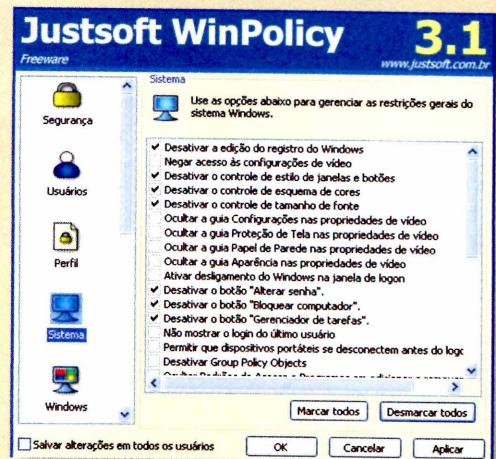 Justsoft WinPolicy
3.1
Freeware
www.justsoft.com.br
Segurança
Usuários
Perfil
Sistema
Windows
Sistema
Use as opções abaixo para gerenciar as restrições gerais do
sistema Windows.
Desativar a edição do registro do Windows
Negar acesso às configurações de vídeo
Desativar o controle de estilo de janelas e botões
Desativar o controle de esquema de cores
Desativar o controle de tamanho de fonte
Ocultar a guia Configurações nas propriedades de vídeo
Ocultar a guia Proteção de Tela nas propriedades de vídeo
Ocultar a guia Papel de Parede nas propriedades de vídeo
Ocultar a guia Aparência nas propriedades de vídeo
Ativar desligamento do Windows na janela de logon
Desativar o botão "Alterar senha".
Desativar o botão "Bloquear computador".
Desativar o botão "Gerenciador de tarefas".
Não mostrar o login do último usuário
Permitir que dispositivos portáteis se desconectem antes do logo
Desativar Group Policy Objects
Marcar todos
Desmarcar todos
Salvar alterações em todos os usuários
OK
Cancelar
Aplicar